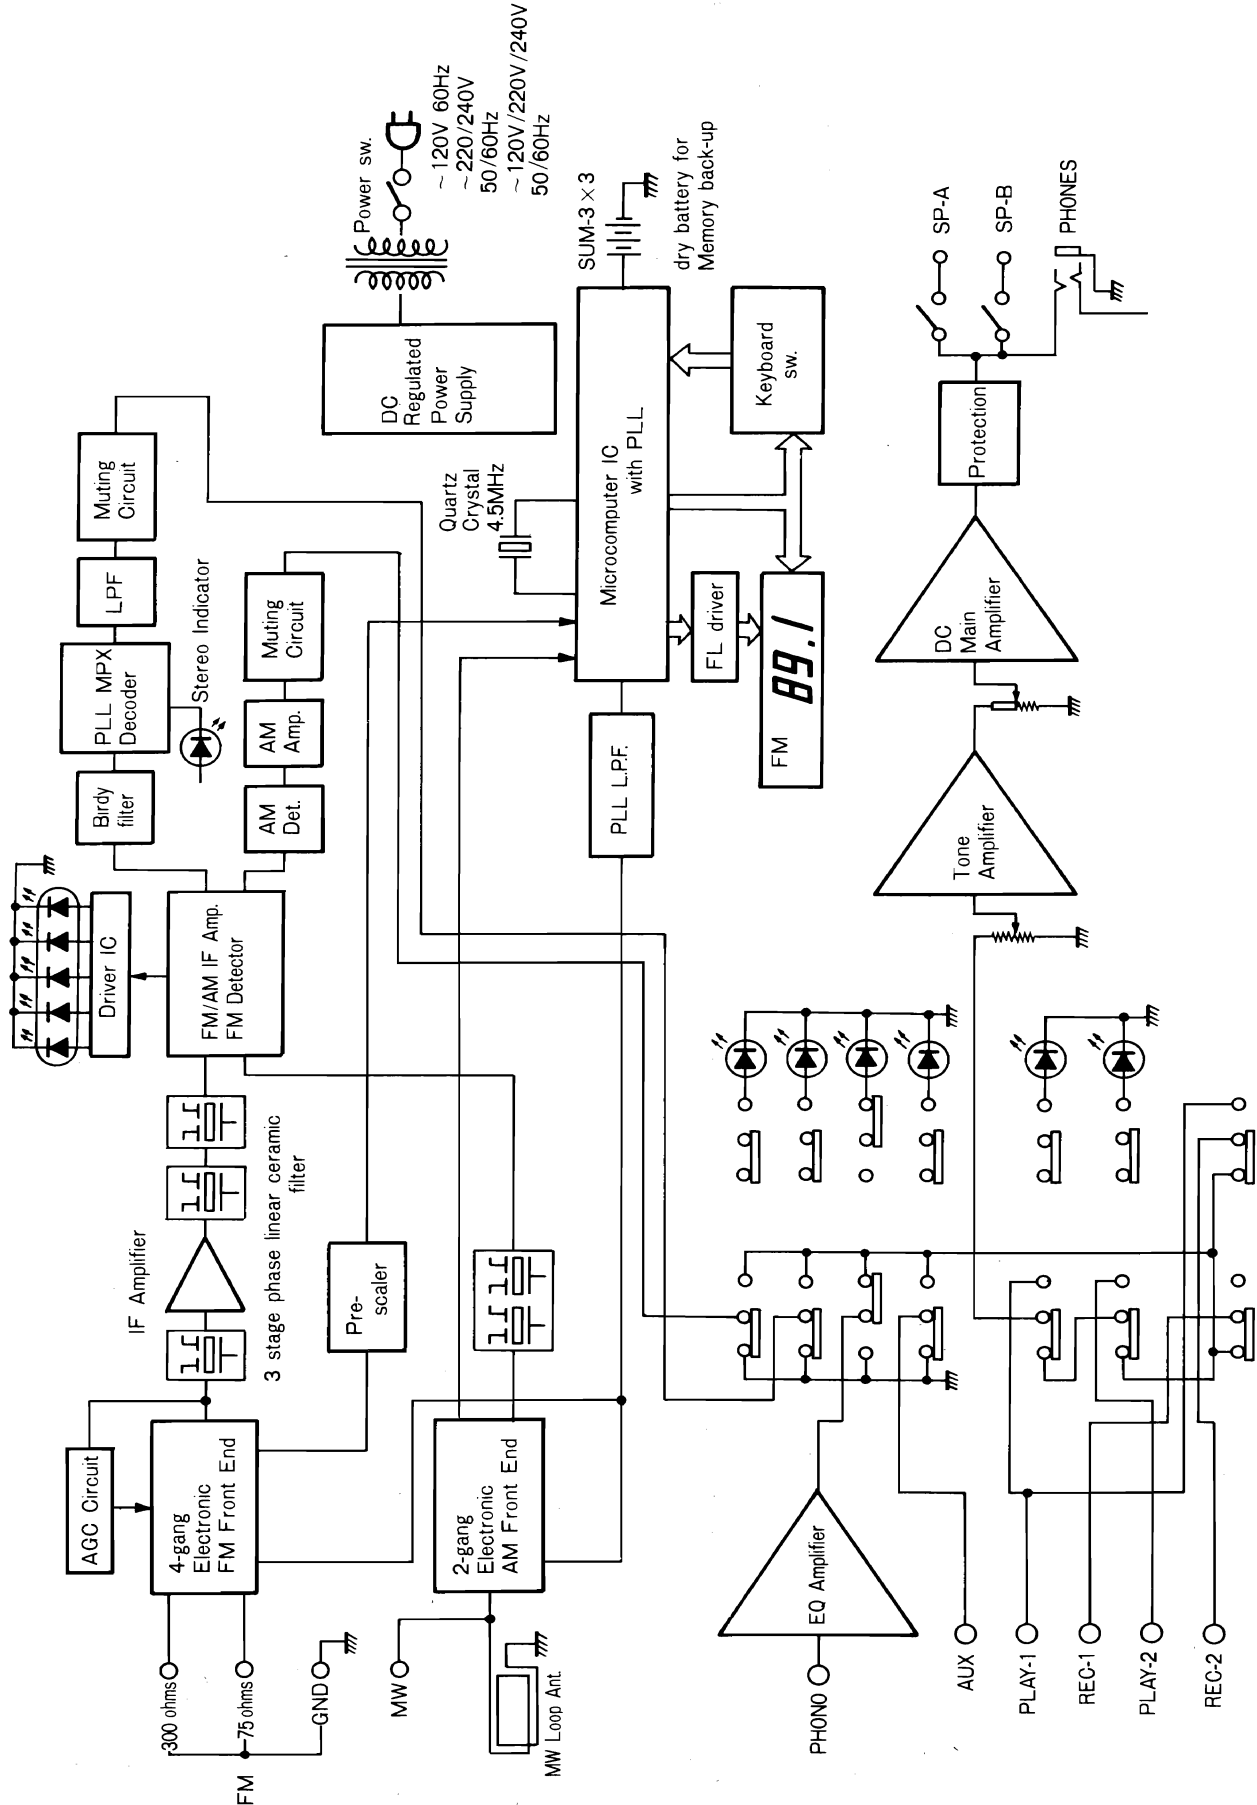 FM
300 ohms
75 ohms
GND
AGC Circuit
4-gang
Electronic
FM Front End
IF Amplifier
3 stage phase linear ceramic
filter
FM/AM IF Amp.
FM Detector
Driver IC
Birdy
filter
PLL MPX
Decoder
Stereo Indicator
LPF
Muting
Circuit
AM
Det.
AM
Amp.
Muting
Circuit
Pre-
scaler
MW
MW Loop Ant.
2-gang
Electronic
AM Front End
DC
Regulated
Power
Supply
Power sw.
~120V 60Hz
~220/240V
50/60Hz
~120V/220V/240V
50/60Hz
Quartz
Crystal
4.5MHz
Microcomputer IC
with PLL
SUM-3 × 3
dry battery for
Memory back-up
PLL L.P.F.
FL driver
FM 89.1
Keyboard
sw.
PHONO
EQ Amplifier
AUX
PLAY-1
REC-1
PLAY-2
REC-2
Tone
Amplifier
DC
Main
Amplifier
Protection
SP-A
SP-B
PHONES